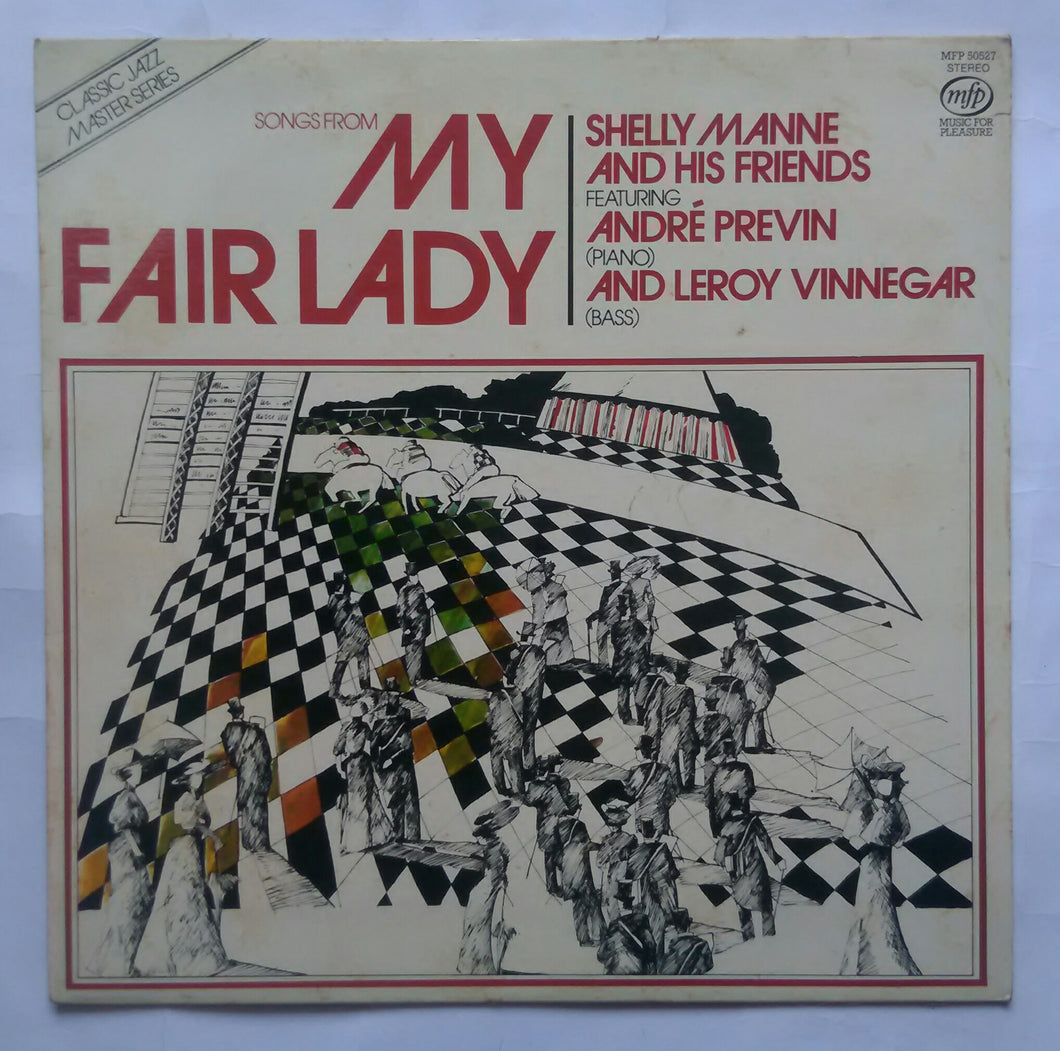 CLASSIC JAZZ
MASTER SERIES
SONGS FROM
MY
FAIR LADY
SHELLY MANNE
AND HIS FRIENDS
FEATURING
ANDRÉ PREVIN
(PIANO)
AND LEROY VINNEGAR
(BASS)
MFP 50527
STEREO
mfp
MUSIC FOR
PLEASURE